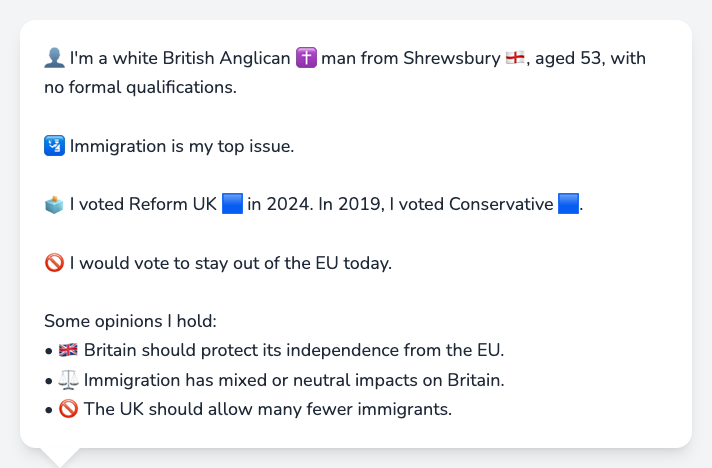 👤 I'm a white British Anglican ✝️ man from Shrewsbury 🏴󠁧󠁢󠁥󠁮󠁧󠁿, aged 53, with
no formal qualifications.
🛂 Immigration is my top issue.
🗳️ I voted Reform UK 🟦 in 2024. In 2019, I voted Conservative 🟦.
🚫 I would vote to stay out of the EU today.
Some opinions I hold:
• 🇬🇧 Britain should protect its independence from the EU.
• ⚖️ Immigration has mixed or neutral impacts on Britain.
• 🚫 The UK should allow many fewer immigrants.